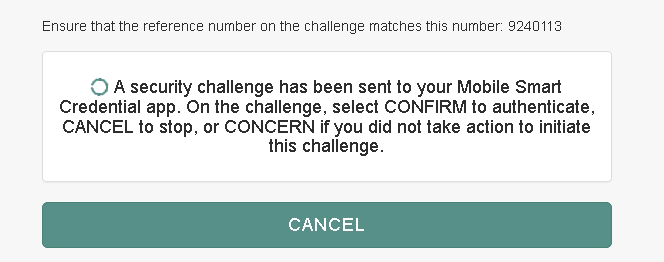 Ensure that the reference number on the challenge matches this number: 9240113
A security challenge has been sent to your Mobile Smart
Credential app. On the challenge, select CONFIRM to authenticate,
CANCEL to stop, or CONCERN if you did not take action to initiate
this challenge.
CANCEL